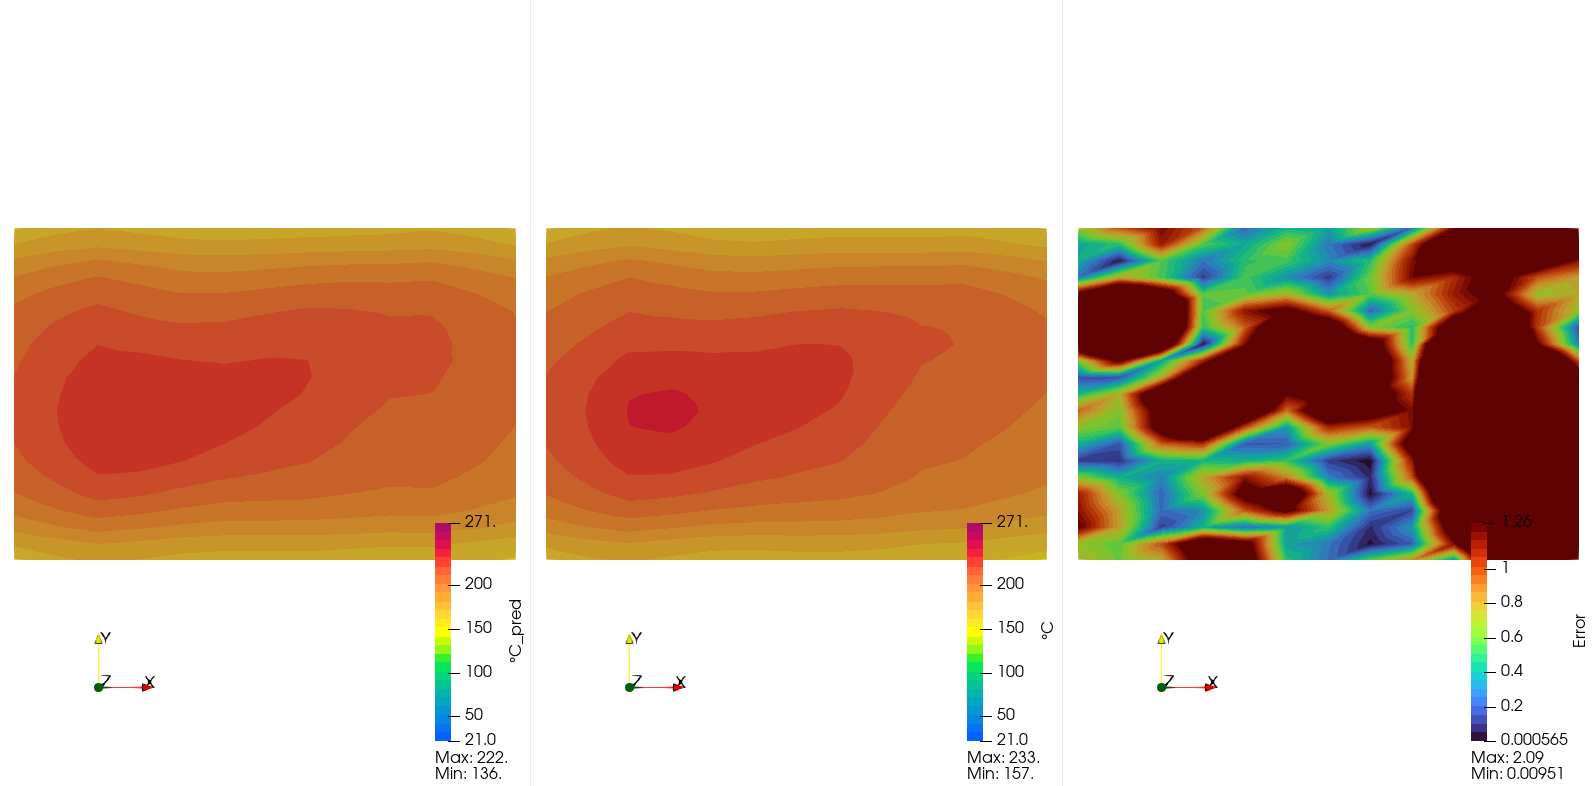 271.
200
150
100
50
21.0
°C_pred
Max: 222.
Min: 136.
Y
Z
X
271.
200
150
100
50
21.0
°C
Max: 233.
Min: 157.
Y
Z
X
1.26
1
0.8
0.6
0.4
0.2
0.000565
Error
Max: 2.09
Min: 0.00951
Y
Z
X